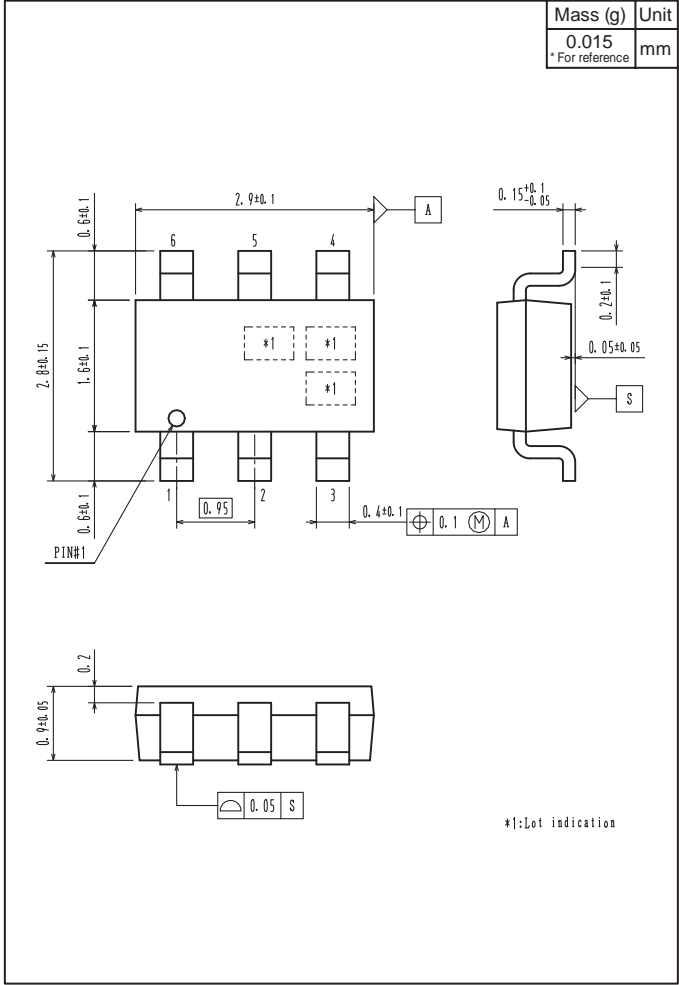 Mass (g) Unit
0.015 mm
* For reference
2.9±0.1
A
0.15+0.1
-0.05
0.6±0.1
6 5 4
0.2±0.1
*1 *1
*1
2.8±0.15
1.6±0.1
0.05±0.05
S
1 2 3
0.95
0.4±0.1
0.1 Ⓜ A
0.6±0.1
PIN#1
0.2
0.9±0.05
0.05 S
*1:Lot indication